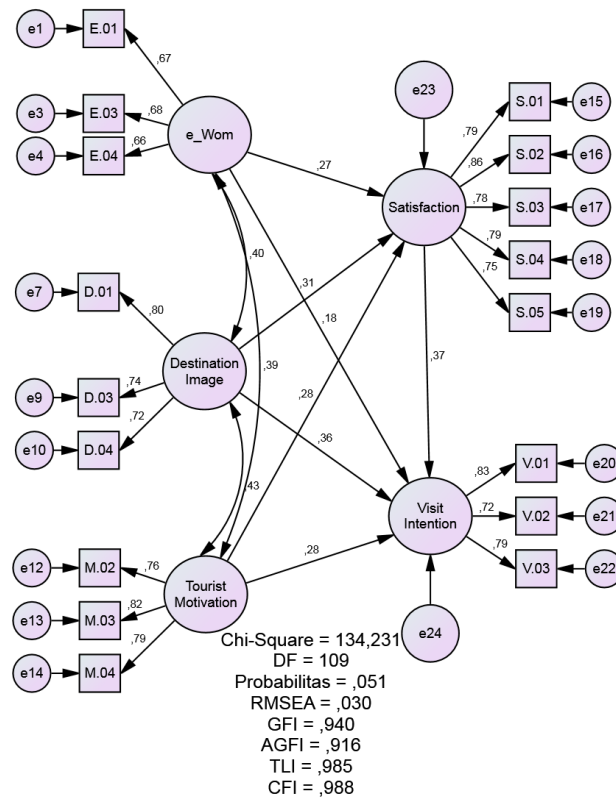 e1
E.01
,67
e3
E.03
,68
e4
E.04
,66
e_Wom
e23
S.01
e15
,79
S.02
e16
,86
S.03
e17
,78
S.04
e18
,79
S.05
e19
,75
Satisfaction
,27
,40
,31
,18
,39
,28
,37
e7
D.01
,80
Destination
Image
e9
D.03
,74
e10
D.04
,72
,36
,43
V.01
e20
,83
V.02
e21
,72
V.03
e22
,79
Visit
Intention
e12
M.02
,76
e13
M.03
,82
e14
M.04
,79
Tourist
Motivation
,28
e24
Chi-Square = 134,231
DF = 109
Probabilitas = ,051
RMSEA = ,030
GFI = ,940
AGFI = ,916
TLI = ,985
CFI = ,988